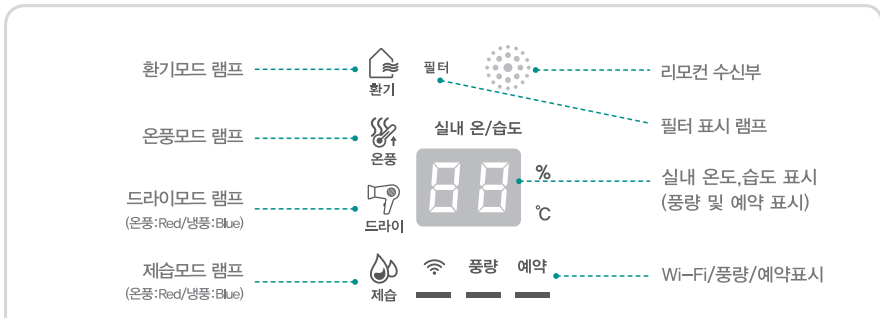 환기모드 램프
환기
필터
리모컨 수신부
필터 표시 램프
온풍모드 램프
온풍
실내 온/습도
88
%
℃
실내 온도,습도 표시
(풍량 및 예약 표시)
드라이모드 램프
(온풍:Red/냉풍:Blue)
드라이
제습모드 램프
(온풍:Red/냉풍:Blue)
제습
풍량
예약
Wi-Fi/풍량/예약표시